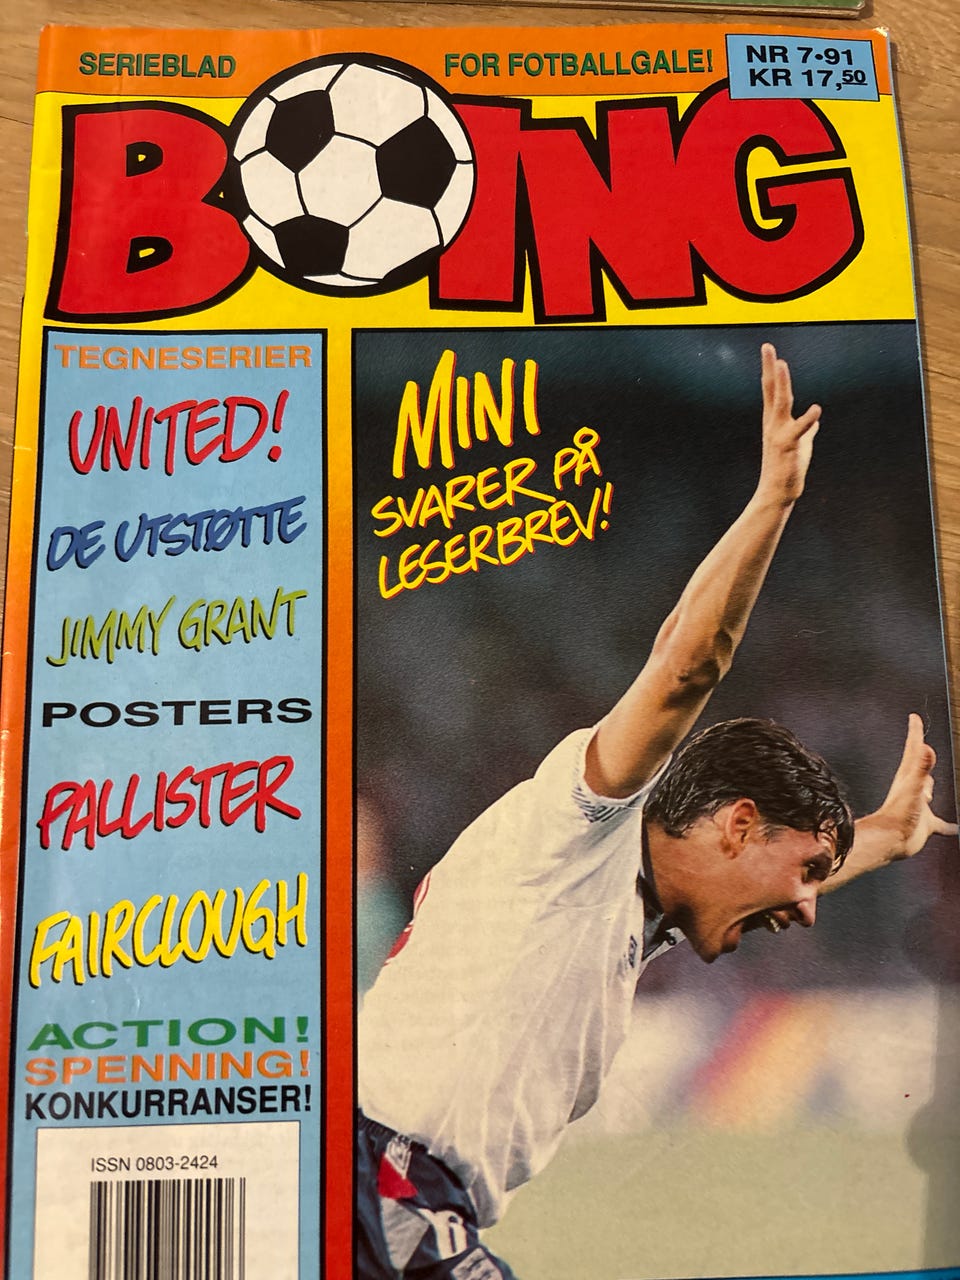 SERIEBLAD
FOR FOTBALLGALE!
NR 7•91
KR 17,50
BOING
TEGNESERIER
UNITED!
DE UTSTØTTE
JIMMY GRANT
POSTERS
PALLISTER
FAIRCLOUGH
ACTION!
SPENNING!
KONKURRANSER!
ISSN 0803-2424
MINI
SVARER PÅ
LESERBREV!